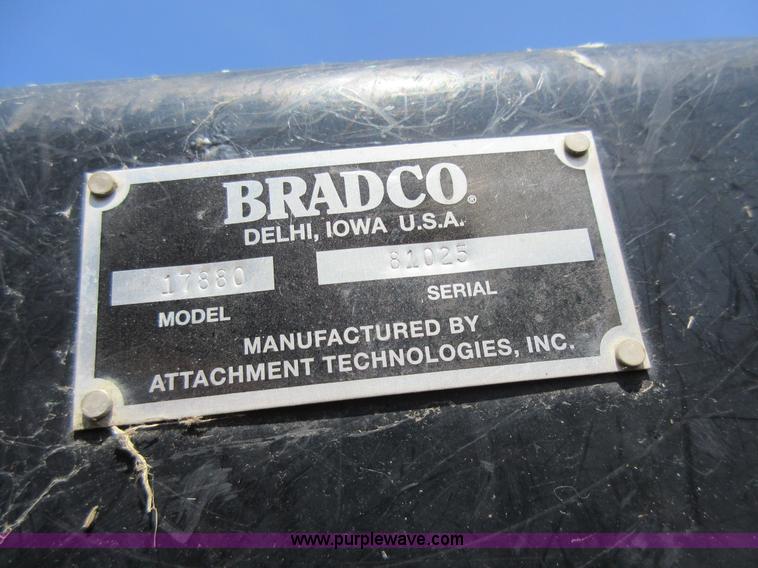 BRADCO®
DELHI, IOWA U.S.A.
17880 81025
MODEL SERIAL
MANUFACTURED BY
ATTACHMENT TECHNOLOGIES, INC.
www.purplewave.com